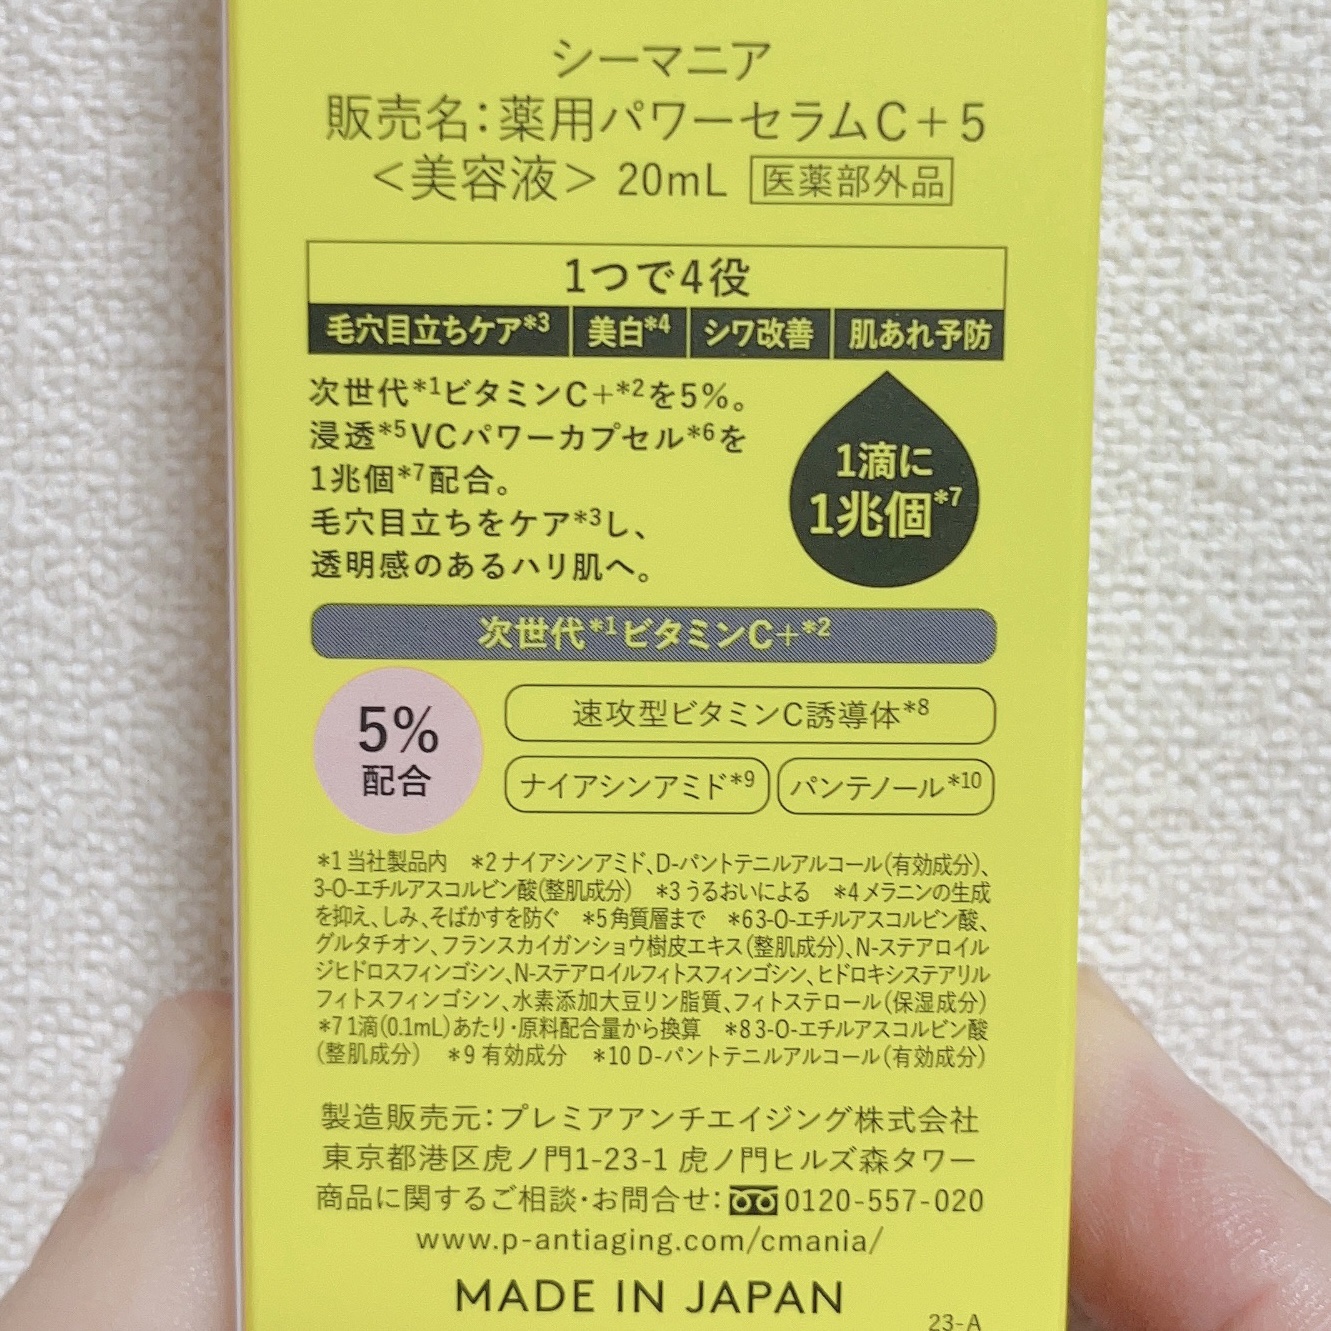 シーマニア
販売名：薬用パワーセラムC＋5
＜美容液＞ 20mL 医薬部外品
1つで4役
毛穴目立ちケア*3 美白*4 シワ改善 肌あれ予防
次世代*1ビタミンC+*2を5%。
浸透*5VCパワーカプセル*6を
1兆個*7配合。
毛穴目立ちをケア*3し、
透明感のあるハリ肌へ。
1滴に
1兆個*7
次世代*1ビタミンC+*2
5%
配合
速攻型ビタミンC誘導体*8
ナイアシンアミド*9 パンテノール*10
*1 当社製品内 *2 ナイアシンアミド、D-パントテニルアルコール(有効成分)、
3-O-エチルアスコルビン酸(整肌成分) *3 うるおいによる *4 メラニンの生成
を抑え、しみ、そばかすを防ぐ *5 角質層まで *6 3-O-エチルアスコルビン酸、
グルタチオン、フランスカイガンショウ樹皮エキス(整肌成分)、N-ステアロイル
ジヒドロスフィンゴシン、N-ステアロイルフィトスフィンゴシン、ヒドロキシステアリル
フィトスフィンゴシン、水素添加大豆リン脂質、フィトステロール(保湿成分)
*7 1滴(0.1mL)あたり・原料配合量から換算 *8 3-O-エチルアスコルビン酸
(整肌成分) *9 有効成分 *10 D-パントテニルアルコール(有効成分)
製造販売元：プレミアアンチエイジング株式会社
東京都港区虎ノ門1-23-1 虎ノ門ヒルズ森タワー
商品に関するご相談・お問合せ：0120-557-020
www.p-antiaging.com/cmania/
MADE IN JAPAN
23-A